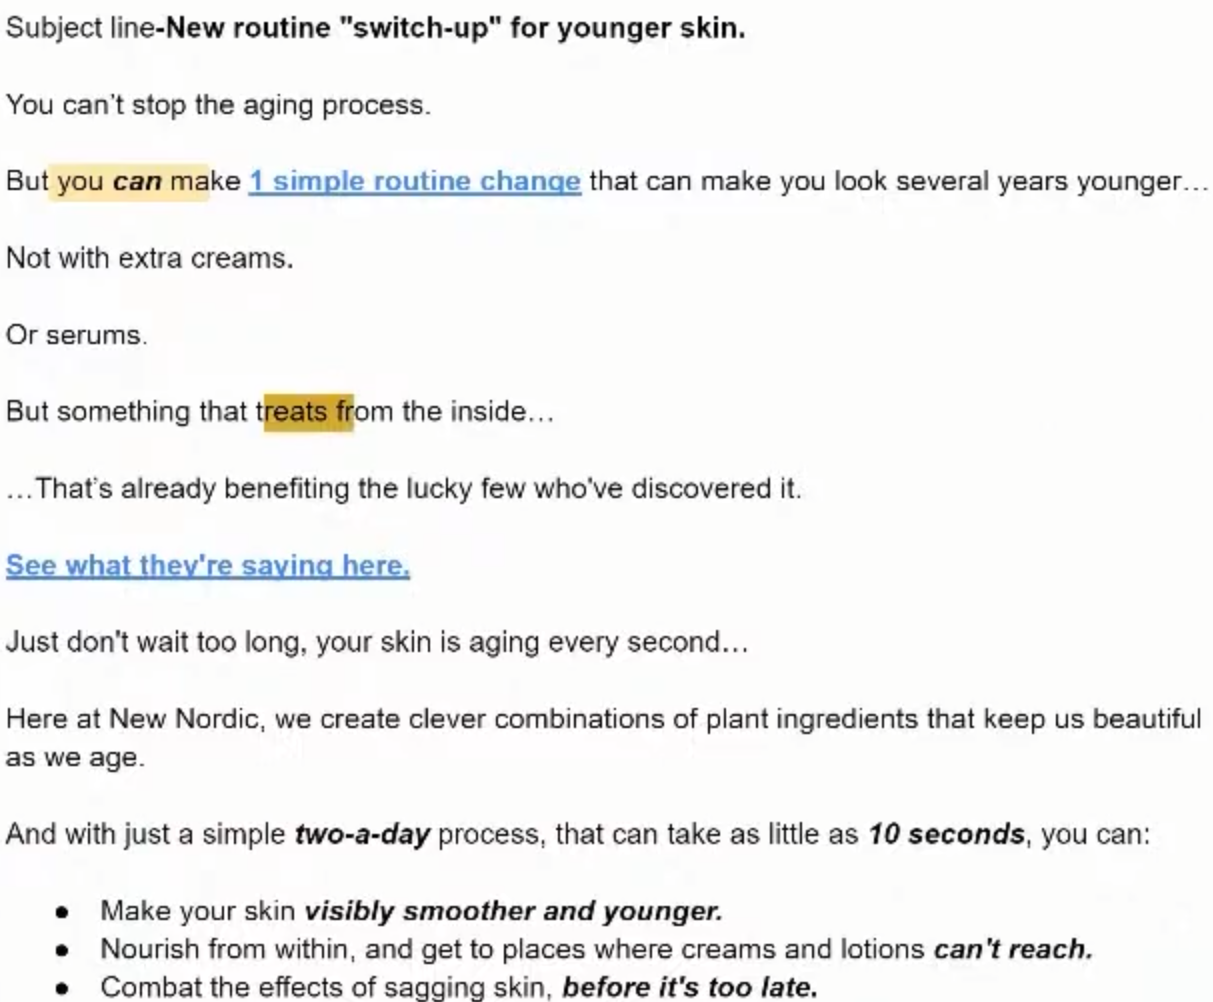 Subject line-New routine "switch-up" for younger skin.
You can't stop the aging process.
But you can make 1 simple routine change that can make you look several years younger…
Not with extra creams.
Or serums.
But something that treats from the inside…
…That's already benefiting the lucky few who've discovered it.
See what they're saying here.
Just don't wait too long, your skin is aging every second…
Here at New Nordic, we create clever combinations of plant ingredients that keep us beautiful
as we age.
And with just a simple two-a-day process, that can take as little as 10 seconds, you can:
● Make your skin visibly smoother and younger.
● Nourish from within, and get to places where creams and lotions can't reach.
● Combat the effects of sagging skin, before it's too late.